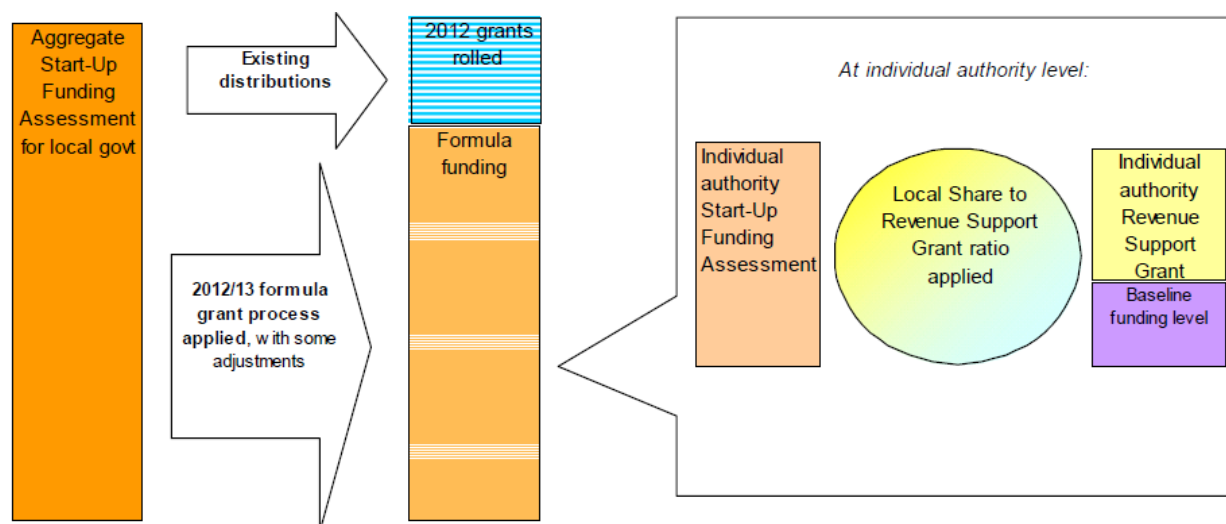 Aggregate
Start-Up
Funding
Assessment
for local govt
Existing
distributions
2012/13 formula
grant process
applied, with some
adjustments
2012 grants
rolled
Formula
funding
At individual authority level:
Individual
authority
Start-Up
Funding
Assessment
Local Share to
Revenue Support
Grant ratio
applied
Individual
authority
Revenue
Support
Grant
Baseline
funding level